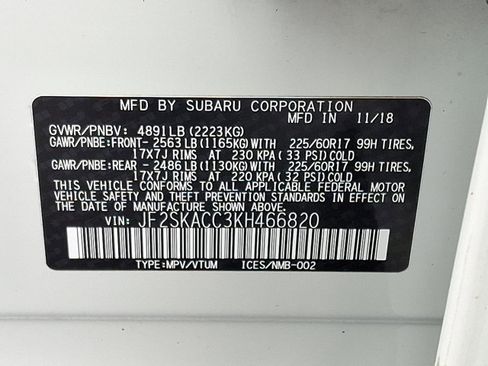 MFD BY SUBARU CORPORATION
MFD IN 11/18
GVWR/PNBV: 4891LB(2223KG)
GAWR/PNBE:FRONT- 2563LB(1165KG)WITH 225/60R17 99H TIRES,
17X7J RIMS AT 230 KPA(33 PSI)COLD
GAWR/PNBE:REAR - 2486LB(1130KG)WITH 225/60R17 99H TIRES,
17X7J RIMS AT 220 KPA(32 PSI)COLD
THIS VEHICLE CONFORMS TO ALL APPLICABLE FEDERAL MOTOR
VEHICLE SAFETY AND THEFT PREVENTION STANDARDS IN EFFECT ON
THE DATE OF MANUFACTURE SHOWN ABOVE.
VIN: JF2SKACC3KH466820
TYPE:MPV/VTUM ICES/NMB-002